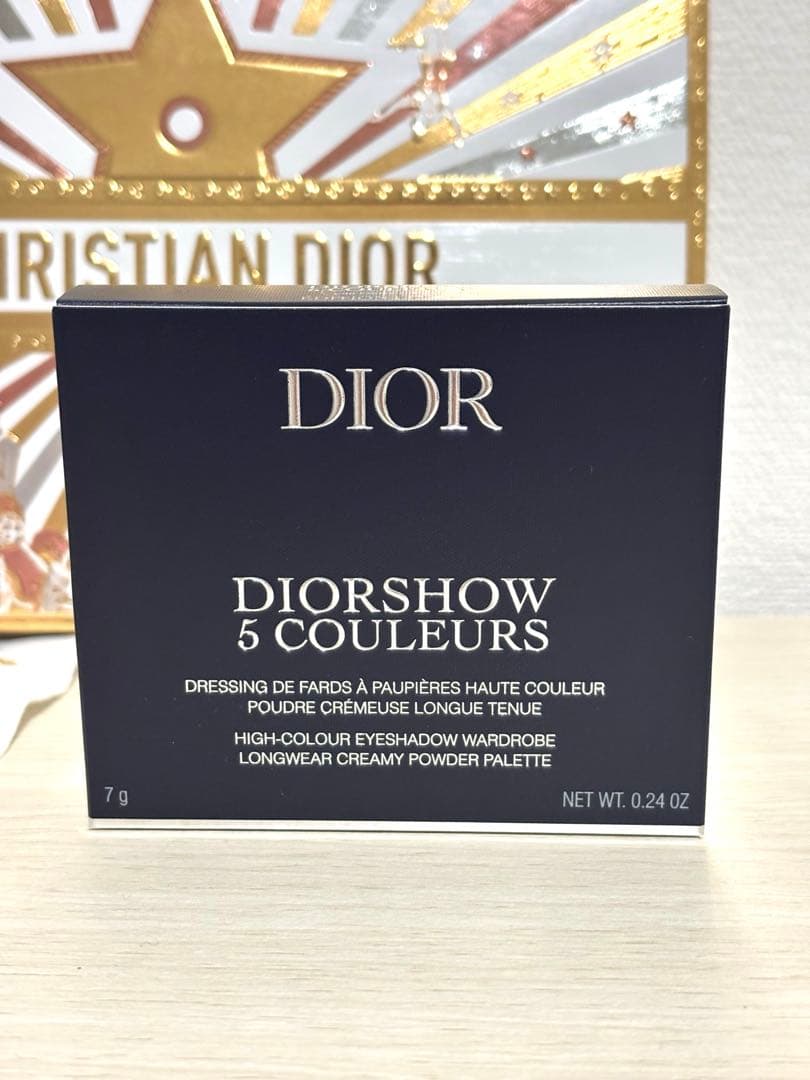 HRISTIAN DIOR
DIOR
DIORSHOW
5 COULEURS
DRESSING DE FARDS À PAUPIÈRES HAUTE COULEUR
POUDRE CRÉMEUSE LONGUE TENUE
HIGH-COLOUR EYESHADOW WARDROBE
LONGWEAR CREAMY POWDER PALETTE
7 g
NET WT. 0.24 OZ